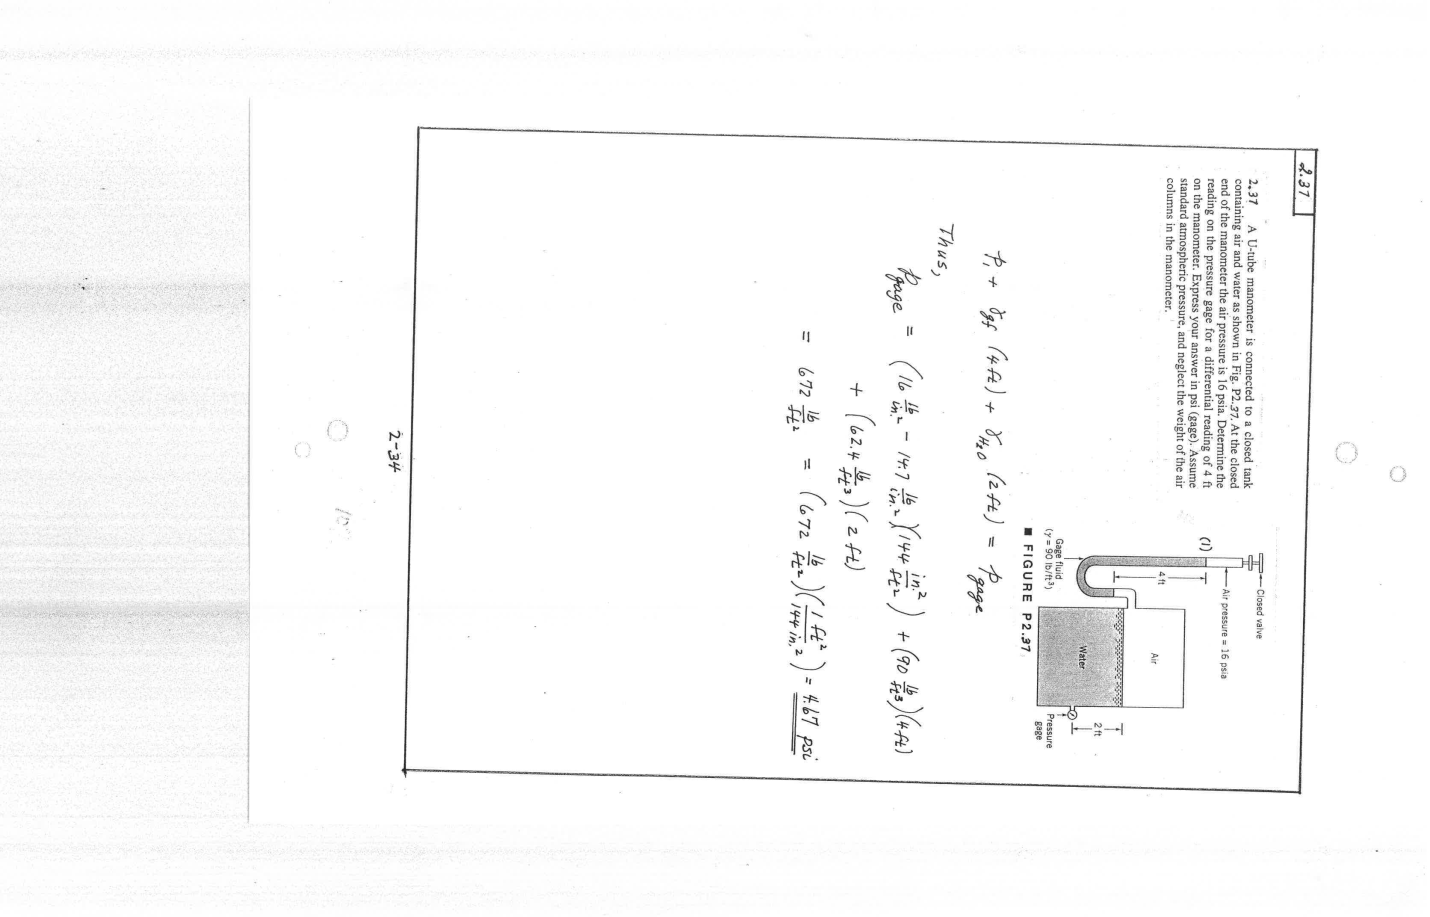 2.37
2.37 A U-tube manometer is connected to a closed tank
containing air and water as shown in Fig. P2.37. At the closed
end of the manometer the air pressure is 16 psia. Determine the
reading on the pressure gage for a differential reading of 4 ft
on the manometer. Express your answer in psi (gage). Assume
standard atmospheric pressure, and neglect the weight of the air
columns in the manometer.
Closed valve
Air pressure = 16 psia
(1)
Air
4 ft
Water
2 ft
Gage fluid
(γ = 90 lb/ft³)
Pressure
gage
■ FIGURE P2.37
p₁ + γgf (4 ft) + γH₂O (2 ft) = pgage
Thus,
pgage = (16 lb/in.² - 14.7 lb/in.²)(144 in.²/ft²) + (90 lb/ft³)(4 ft)
+ (62.4 lb/ft³)(2 ft)
= 672 lb/ft² = (672 lb/ft²)(1 ft²/144 in.²) = 4.67 psi
2-34